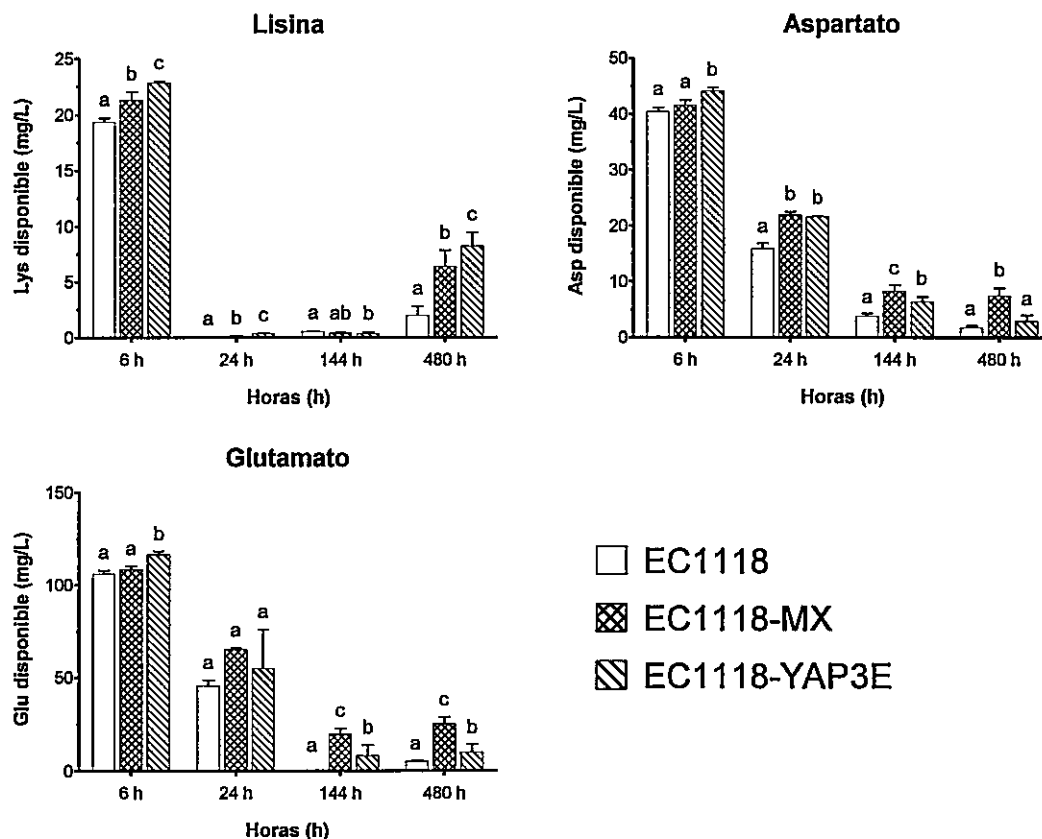 Lisina
Lys disponible (mg/L)
25
20
15
10
5
0
a b c
a b c
a ab b
a b c
6 h 24 h 144 h 480 h
Horas (h)
Aspartato
Asp disponible (mg/L)
50
40
30
20
10
0
a a b
a b b
a c b
a b a
6 h 24 h 144 h 480 h
Horas (h)
Glutamato
Glu disponible (mg/L)
150
100
50
0
a a b
a a a
a c b
a c b
6 h 24 h 144 h 480 h
Horas (h)
EC1118
EC1118-MX
EC1118-YAP3E